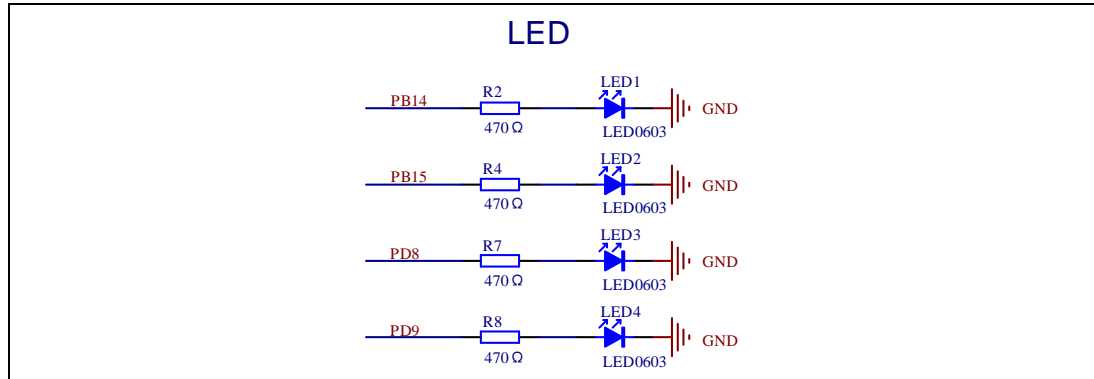 LED
LED1
R2
PB14
GND
470Ω
LED0603
LED2
R4
PB15
GND
470Ω
LED0603
LED3
R7
PD8
GND
470Ω
LED0603
LED4
R8
PD9
GND
470Ω
LED0603